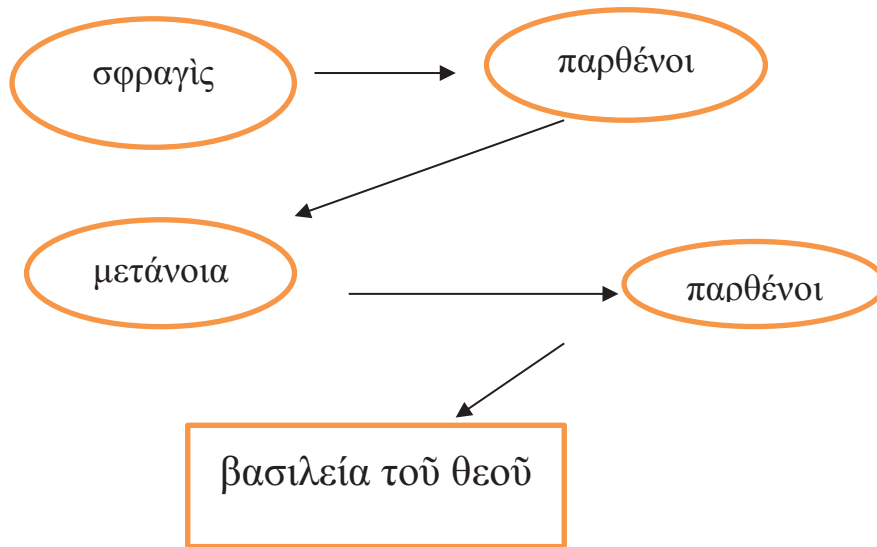 σφραγὶς
παρθένοι
μετάνοια
παρθένοι
βασιλεία τοῦ θεοῦ